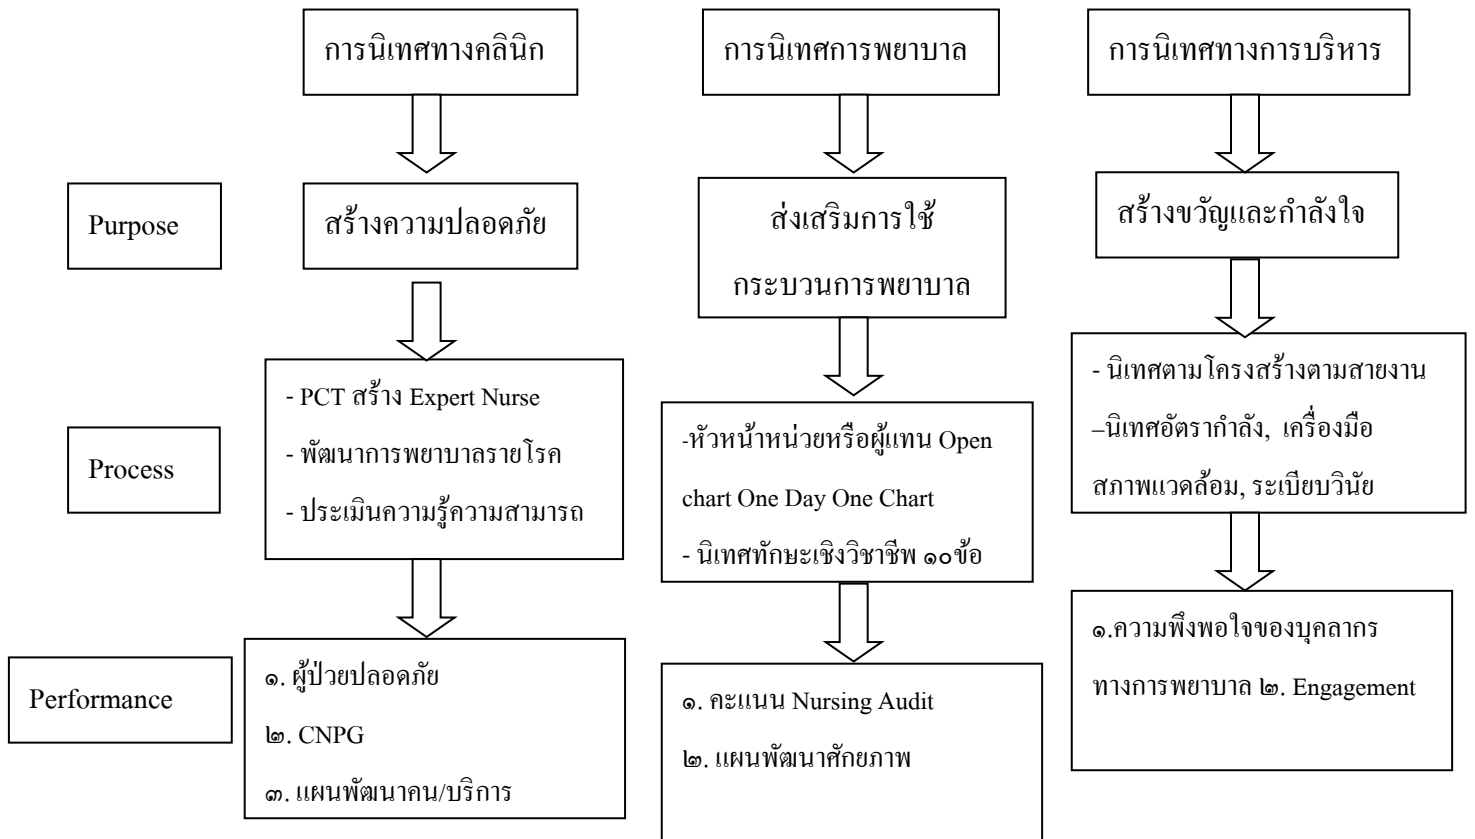 การนิเทศทางคลินิก
การนิเทศการพยาบาล
การนิเทศทางการบริหาร
Purpose
สร้างความปลอดภัย
ส่งเสริมการใช้
กระบวนการพยาบาล
สร้างขวัญและกำลังใจ
Process
- PCT สร้าง Expert Nurse
- พัฒนาการพยาบาลรายโรค
- ประเมินความรู้ความสามารถ
-หัวหน้าหน่วยหรือผู้แทน Open
chart One Day One Chart
- นิเทศทักษะเชิงวิชาชีพ ๑๐ข้อ
- นิเทศตามโครงสร้างตามสายงาน
–นิเทศอัตรากำลัง, เครื่องมือ
สภาพแวดล้อม, ระเบียบวินัย
Performance
๑. ผู้ป่วยปลอดภัย
๒. CNPG
๓. แผนพัฒนาคน/บริการ
๑. คะแนน Nursing Audit
๒. แผนพัฒนาศักยภาพ
๑.ความพึงพอใจของบุคลากร
ทางการพยาบาล ๒. Engagement